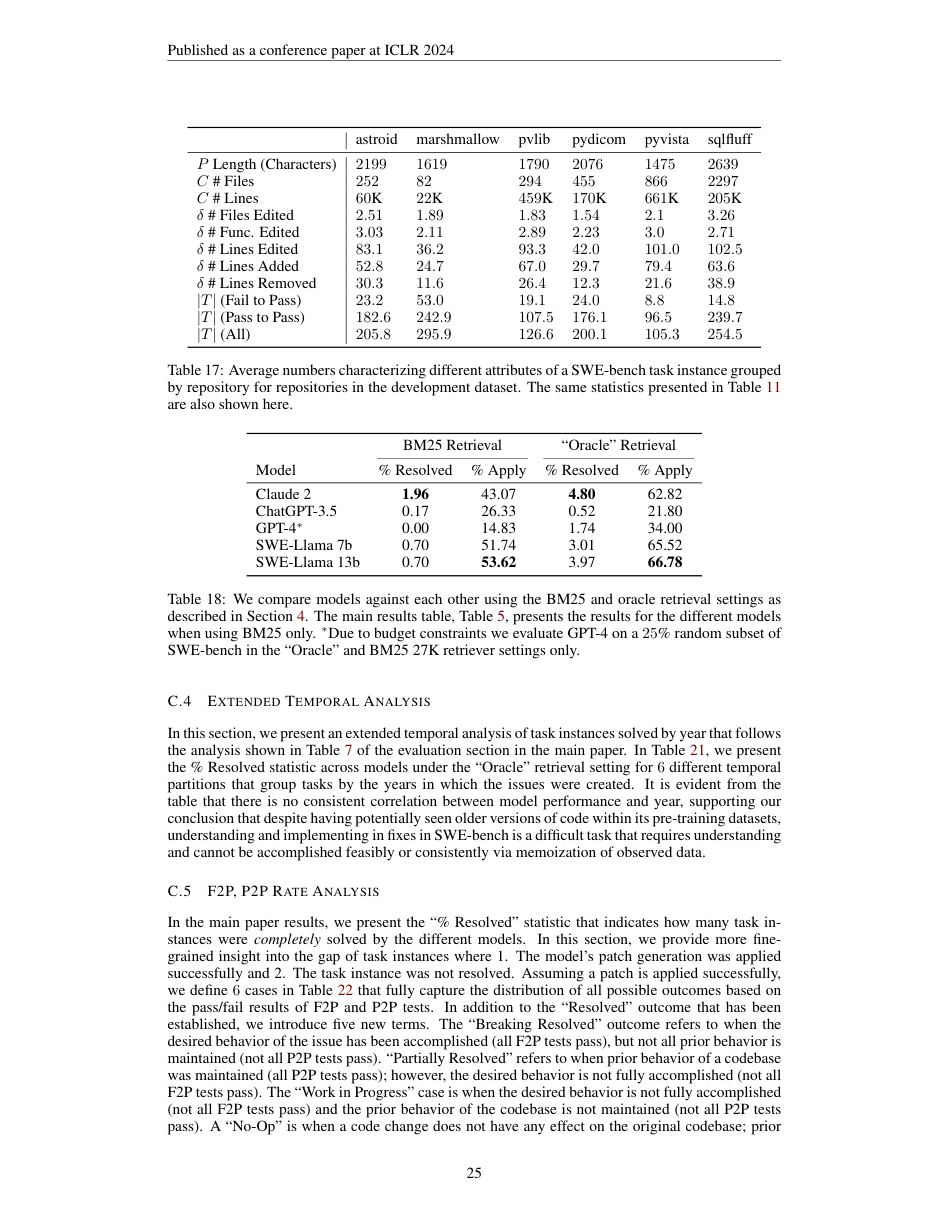 Published as a conference paper at ICLR 2024
astroid marshmallow pvlib pydicom pyvista sqlfluff
P Length (Characters) 2199 1619 1790 2076 1475 2639
C # Files 252 82 294 455 866 2297
C # Lines 60K 22K 459K 170K 661K 205K
δ # Files Edited 2.51 1.89 1.83 1.54 2.1 3.26
δ # Func. Edited 3.03 2.11 2.89 2.23 3.0 2.71
δ # Lines Edited 83.1 36.2 93.3 42.0 101.0 102.5
δ # Lines Added 52.8 24.7 67.0 29.7 79.4 63.6
δ # Lines Removed 30.3 11.6 26.4 12.3 21.6 38.9
|T| (Fail to Pass) 23.2 53.0 19.1 24.0 8.8 14.8
|T| (Pass to Pass) 182.6 242.9 107.5 176.1 96.5 239.7
|T| (All) 205.8 295.9 126.6 200.1 105.3 254.5
Table 17: Average numbers characterizing different attributes of a SWE-bench task instance grouped
by repository for repositories in the development dataset. The same statistics presented in Table 11
are also shown here.
BM25 Retrieval “Oracle” Retrieval
Model % Resolved % Apply % Resolved % Apply
Claude 2 1.96 43.07 4.80 62.82
ChatGPT-3.5 0.17 26.33 0.52 21.80
GPT-4* 0.00 14.83 1.74 34.00
SWE-Llama 7b 0.70 51.74 3.01 65.52
SWE-Llama 13b 0.70 53.62 3.97 66.78
Table 18: We compare models against each other using the BM25 and oracle retrieval settings as
described in Section 4. The main results table, Table 5, presents the results for the different models
when using BM25 only. *Due to budget constraints we evaluate GPT-4 on a 25% random subset of
SWE-bench in the “Oracle” and BM25 27K retriever settings only.
C.4 EXTENDED TEMPORAL ANALYSIS
In this section, we present an extended temporal analysis of task instances solved by year that follows
the analysis shown in Table 7 of the evaluation section in the main paper. In Table 21, we present
the % Resolved statistic across models under the “Oracle” retrieval setting for 6 different temporal
partitions that group tasks by the years in which the issues were created. It is evident from the
table that there is no consistent correlation between model performance and year, supporting our
conclusion that despite having potentially seen older versions of code within its pre-training datasets,
understanding and implementing in fixes in SWE-bench is a difficult task that requires understanding
and cannot be accomplished feasibly or consistently via memoization of observed data.
C.5 F2P, P2P RATE ANALYSIS
In the main paper results, we present the “% Resolved” statistic that indicates how many task in-
stances were completely solved by the different models. In this section, we provide more fine-
grained insight into the gap of task instances where 1. The model’s patch generation was applied
successfully and 2. The task instance was not resolved. Assuming a patch is applied successfully,
we define 6 cases in Table 22 that fully capture the distribution of all possible outcomes based on
the pass/fail results of F2P and P2P tests. In addition to the “Resolved” outcome that has been
established, we introduce five new terms. The “Breaking Resolved” outcome refers to when the
desired behavior of the issue has been accomplished (all F2P tests pass), but not all prior behavior is
maintained (not all P2P tests pass). “Partially Resolved” refers to when prior behavior of a codebase
was maintained (all P2P tests pass); however, the desired behavior is not fully accomplished (not all
F2P tests pass). The “Work in Progress” case is when the desired behavior is not fully accomplished
(not all F2P tests pass) and the prior behavior of the codebase is not maintained (not all P2P tests
pass). A “No-Op” is when a code change does not have any effect on the original codebase; prior
25